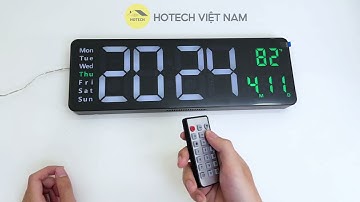 HOTECH
HOTECH VIỆT NAM
Mon
Tue
Wed
Thu
Fri
Sat
Sun
2024
82°F
4 11
M D